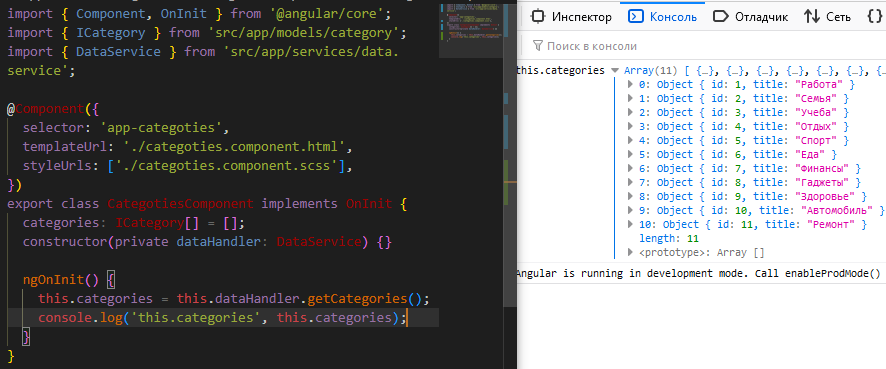 import { Component, OnInit } from '@angular/core';
import { ICategory } from 'src/app/models/category';
import { DataService } from 'src/app/services/data.
service';
@Component({
selector: 'app-categoties',
templateUrl: './categoties.component.html',
styleUrls: ['./categoties.component.scss'],
})
export class CategotiesComponent implements OnInit {
categories: ICategory[] = [];
constructor(private dataHandler: DataService) {}
ngOnInit() {
this.categories = this.dataHandler.getCategories();
console.log('this.categories', this.categories);
}
}
Инспектор Консоль Отладчик Сеть {}
Поиск в консоли
this.categories Array(11) [ {…}, {…}, {…}, {…}, {…}, {…}, {…},
0: Object { id: 1, title: "Работа" }
1: Object { id: 2, title: "Семья" }
2: Object { id: 3, title: "Учеба" }
3: Object { id: 4, title: "Отдых" }
4: Object { id: 5, title: "Спорт" }
5: Object { id: 6, title: "Еда" }
6: Object { id: 7, title: "Финансы" }
7: Object { id: 8, title: "Гаджеты" }
8: Object { id: 9, title: "Здоровье" }
9: Object { id: 10, title: "Автомобиль" }
10: Object { id: 11, title: "Ремонт" }
length: 11
<prototype>: Array []
Angular is running in development mode. Call enableProdMode()